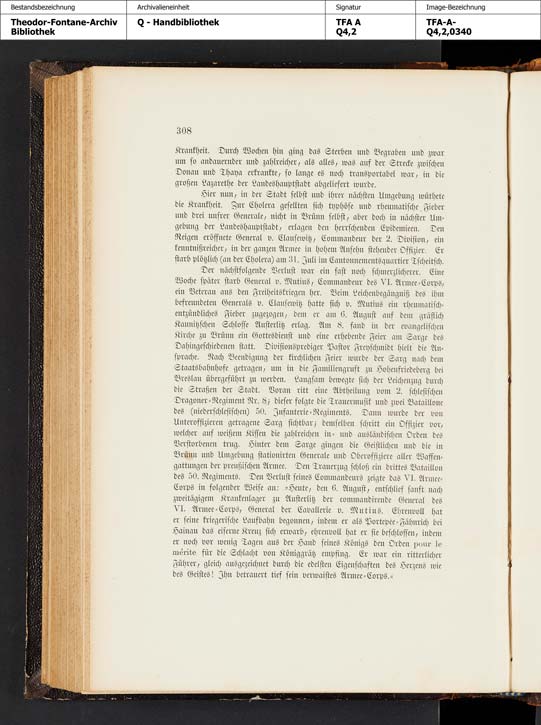 Bestandsbezeichnung
Archivalieneinheit
Signatur
Image-Bezeichnung
Theodor-Fontane-Archiv
Bibliothek
Q - Handbibliothek
TFA A
Q4,2
TFA-A-
Q4,2,0340
308
Krankheit. Durch Wochen hin ging das Sterben und Begraben und zwar
um so andauernder und zahlreicher, als alles, was auf der Strecke zwischen
Donau und Thaya erkrankte, so lange es noch transportabel war, in die
großen Lazarethe der Landeshauptstadt abgeliefert wurde.
Hier nun, in der Stadt selbst und ihrer nächsten Umgebung wüthete
die Krankheit. Zur Cholera gesellten sich typhöse und rheumatische Fieber
und drei unsrer Generale, nicht in Brünn selbst, aber doch in nächster Um-
gebung der Landeshauptstadt, erlagen den herrschenden Epidemieen. Den
Reigen eröffnete General v. Clausewitz, Commandeur der 2. Division, ein
kenntnißreicher, in der ganzen Armee in hohem Ansehn stehender Offizier. Er
starb plötzlich (an der Cholera) am 31. Juli im Cantonnementsquartier Tscheitsch.
Der nächstfolgende Verlust war ein fast noch schmerzlicherer. Eine
Woche später starb General v. Mutius, Commandeur des VI. Armee-Corps,
ein Veteran aus den Freiheitskriegen her. Beim Leichenbegängniß des ihm
befreundeten Generals v. Clausewitz hatte sich v. Mutius ein rheumatisch-
entzündliches Fieber zugezogen, dem er am 6. August auf dem gräflich
Kaunitzschen Schlosse Austerlitz erlag. Am 8. fand in der evangelischen
Kirche zu Brünn ein Gottesdienst und eine erhebende Feier am Sarge des
Dahingeschiedenen statt. Divisionsprediger Pastor Freyschmidt hielt die An-
sprache. Nach Beendigung der kirchlichen Feier wurde der Sarg nach dem
Staatsbahnhofe getragen, um in die Familiengruft zu Hohenfriedeberg bei
Breslau übergeführt zu werden. Langsam bewegte sich der Leichenzug durch
die Straßen der Stadt. Voran ritt eine Abtheilung vom 2. schlesischen
Dragoner-Regiment Nr. 8; dieser folgte die Trauermusik und zwei Bataillone
des (niederschlesischen) 50. Infanterie-Regiments. Dann wurde der von
Unteroffizieren getragene Sarg sichtbar; demselben schritt ein Offizier vor,
welcher auf weißem Kissen die zahlreichen in- und ausländischen Orden des
Verstorbenen trug. Hinter dem Sarge gingen die Geistlichen und die in
Brünn und Umgebung stationirten Generale und Oberoffiziere aller Waffen-
gattungen der preußischen Armee. Den Trauerzug schloß ein drittes Bataillon
des 50. Regiments. Den Verlust seines Commandeurs zeigte das VI. Armee-
Corps in folgender Weise an: »Heute, den 6. August, entschlief sanft nach
zweitägigem Krankenlager zu Austerlitz der commandirende General des
VI. Armee-Corps, General der Cavallerie v. Mutius. Ehrenvoll hat
er seine kriegerische Laufbahn begonnen, indem er als Portepee-Fähnrich bei
Hainau das eiserne Kreuz sich erwarb, ehrenvoll hat er sie beschlossen, indem
er noch vor wenig Tagen aus der Hand seines Königs den Orden pour le
mérite für die Schlacht von Königgrätz empfing. Er war ein ritterlicher
Führer, gleich ausgezeichnet durch die edelsten Eigenschaften des Herzens wie
des Geistes! Ihn betrauert tief sein verwaistes Armee-Corps.«